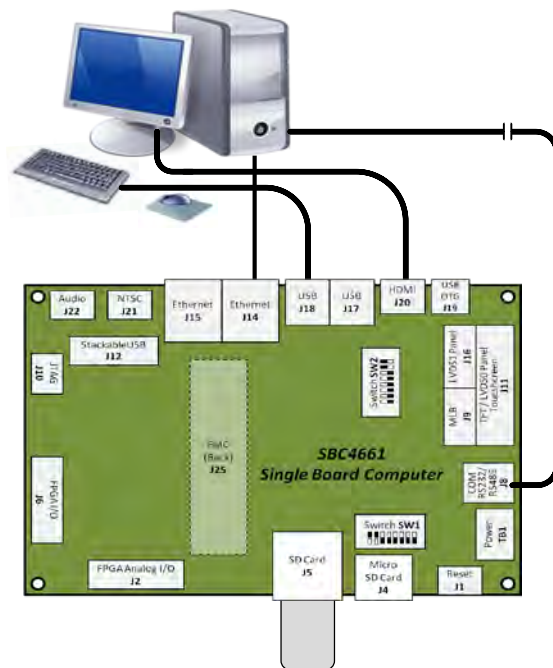 Audio
J22
NTSC
J21
Ethernet
J15
Ethernet
J14
USB
J18
USB
J17
HDMI
J20
USB
OTG
J19
StackableUSB
J12
JTAG
J10
Switch SW2
LVDS1 Panel
J16
MLB
J9
TFT / LVDS0 Panel
Touchscreen
J11
FMC
(Back)
J25
SBC4661
Single Board Computer
FPGA I/O
J6
COM
RS232/
RS485
J8
Power
TB1
Switch SW1
FPGA Analog I/O
J2
SD Card
J5
Micro
SD Card
J4
Reset
J1